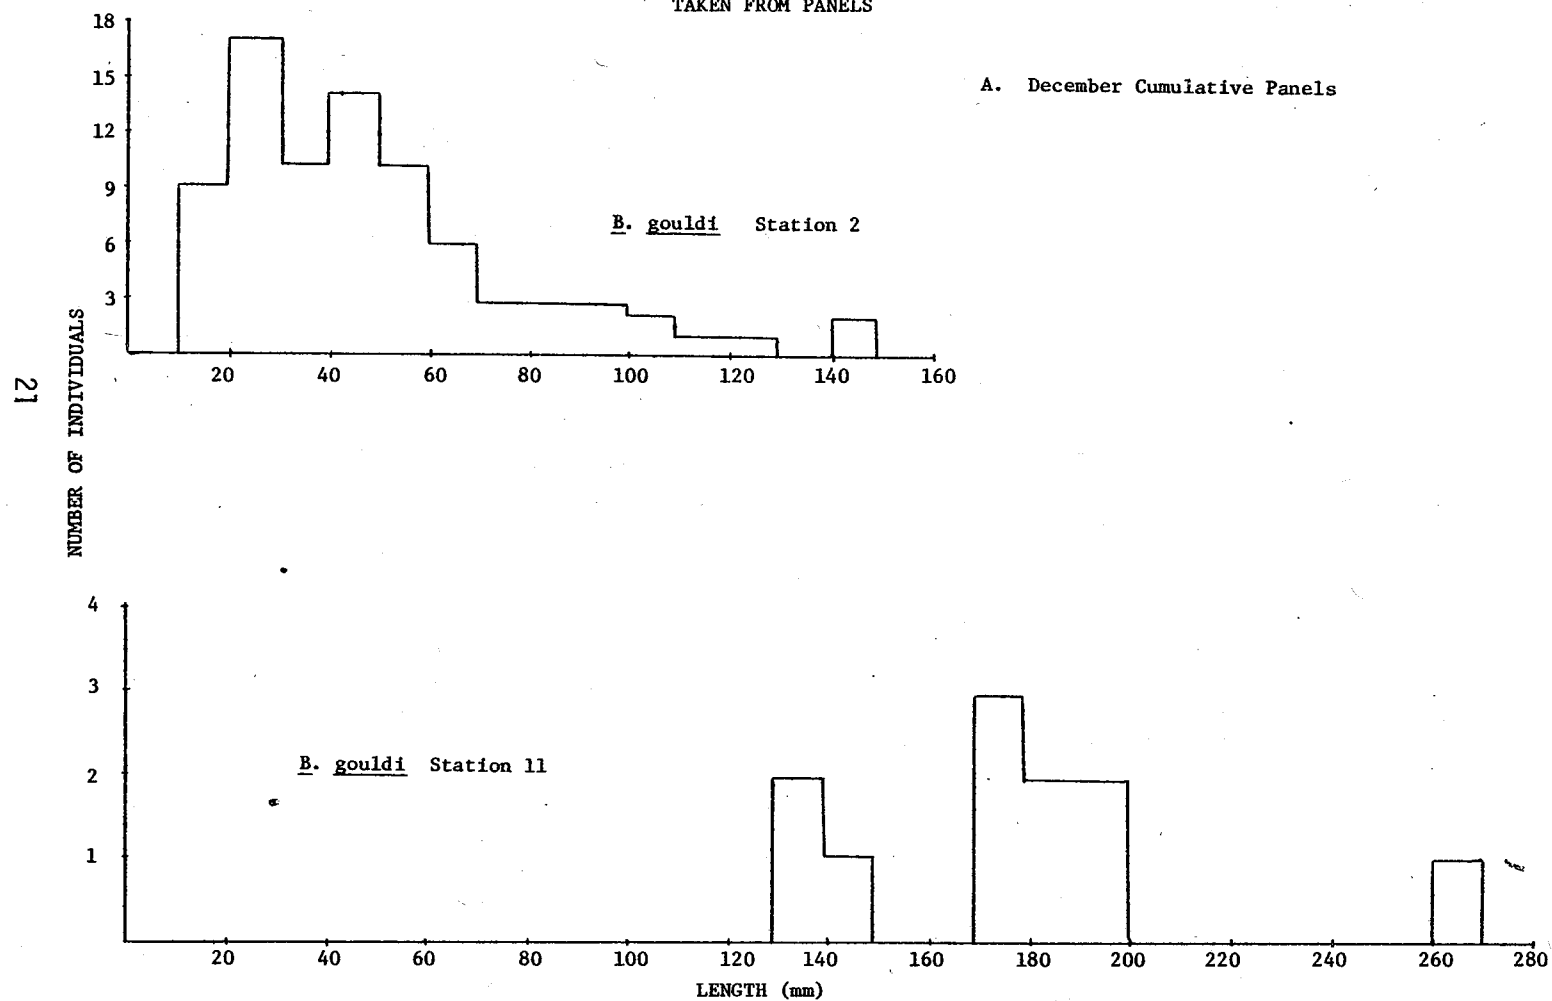 TAKEN FROM PANELS
A. December Cumulative Panels
18
15
12
9
6
3
B. gouldi Station 2
20 40 60 80 100 120 140 160
NUMBER OF INDIVIDUALS
21
4
3
2
1
B. gouldi Station 11
20 40 60 80 100 120 140 160 180 200 220 240 260 280
LENGTH (mm)